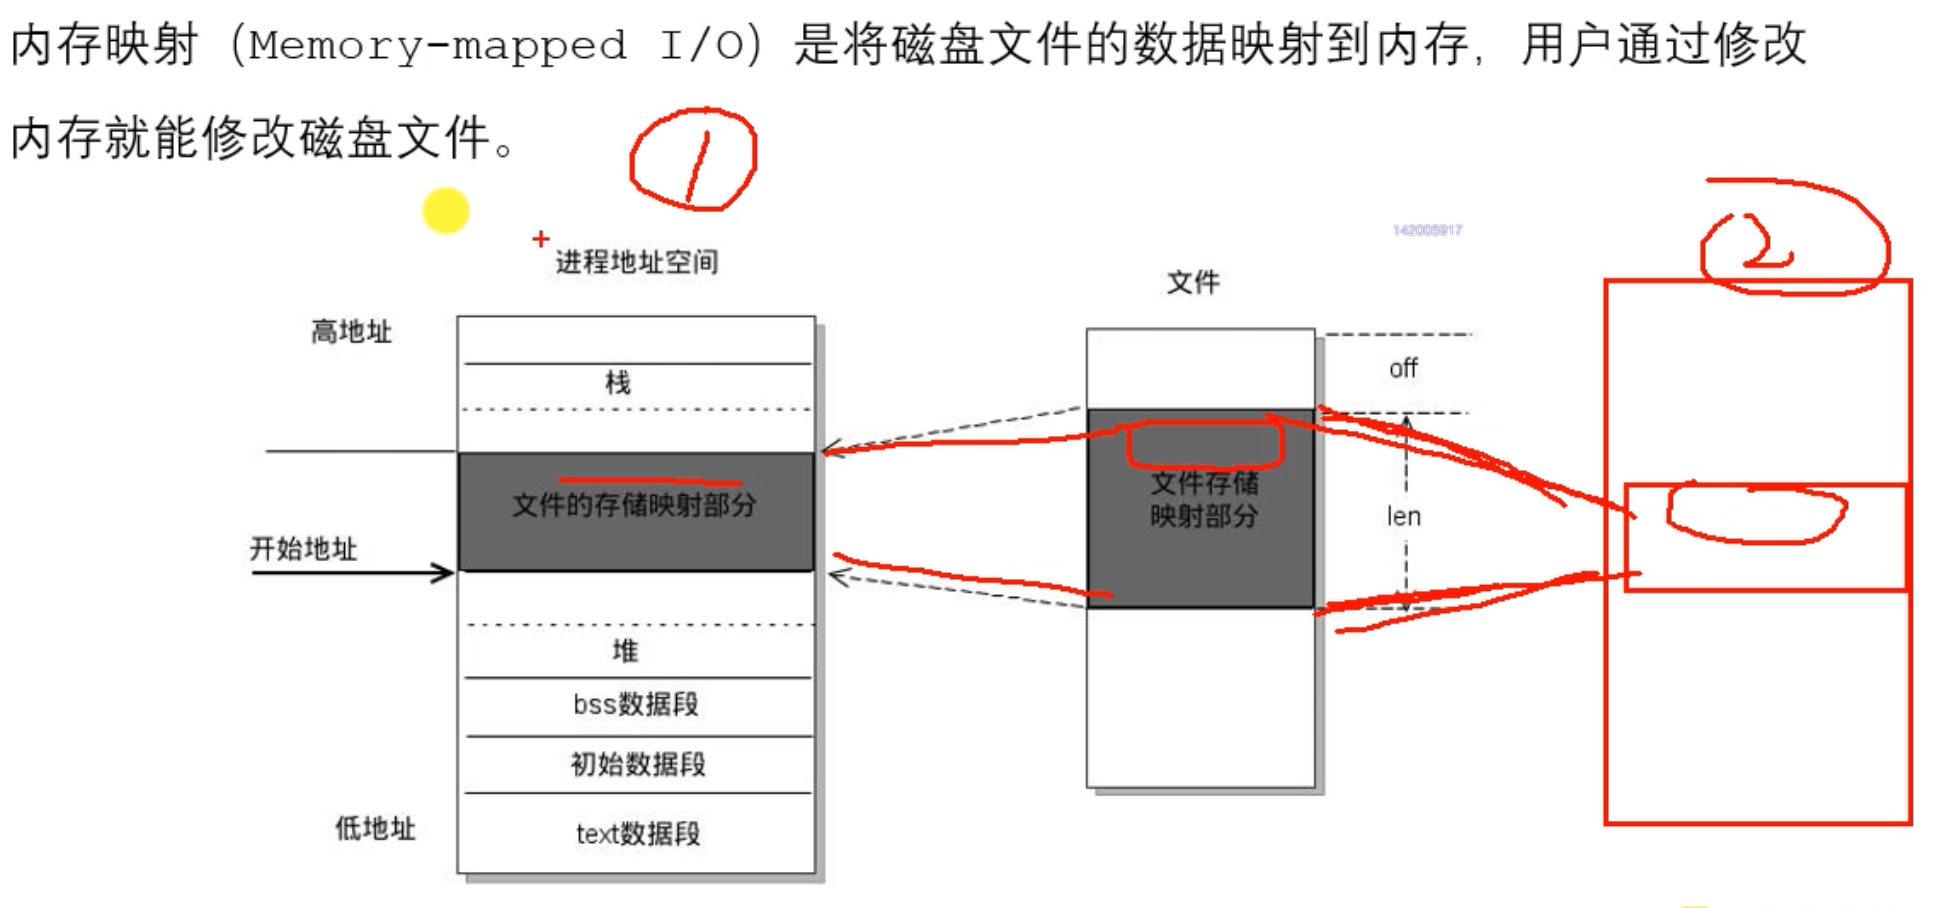 内存映射（Memory-mapped I/O）是将磁盘文件的数据映射到内存，用户通过修改
内存就能修改磁盘文件。
1
2
142005917
进程地址空间
文件
高地址
栈
off
文件的存储映射部分
文件存储
映射部分
len
开始地址
堆
bss数据段
初始数据段
低地址
text数据段